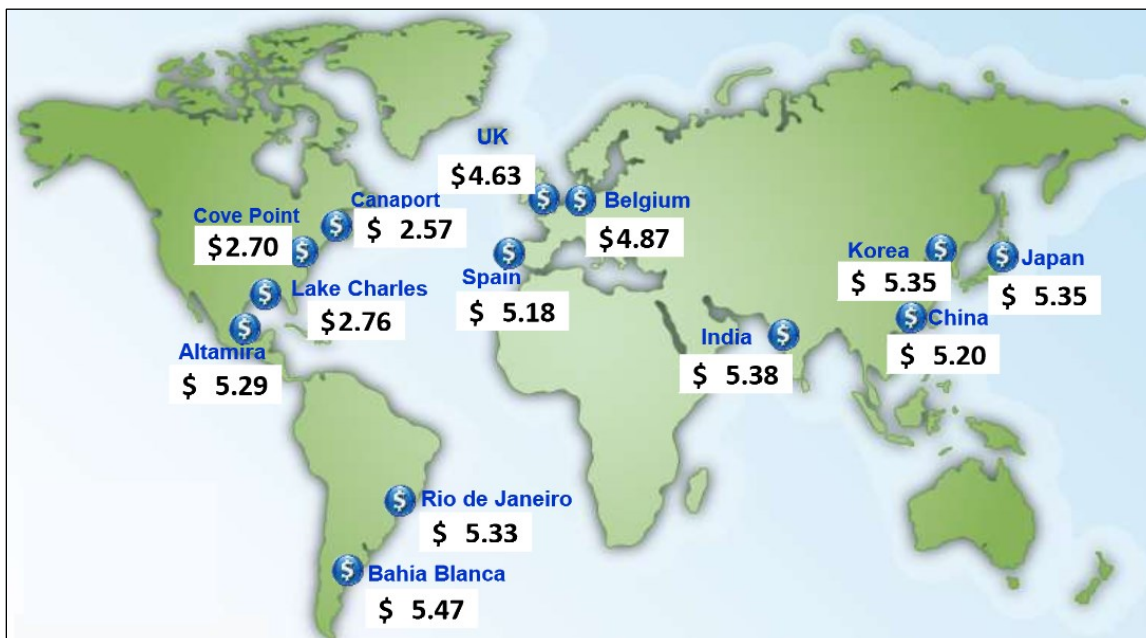 UK
$4.63
Canaport
$ 2.57
Cove Point
$2.70
Belgium
$4.87
Korea
$ 5.35
Japan
$ 5.35
Spain
$ 5.18
Lake Charles
$2.76
China
$ 5.20
India
$ 5.38
Altamira
$ 5.29
Rio de Janeiro
$ 5.33
Bahia Blanca
$ 5.47